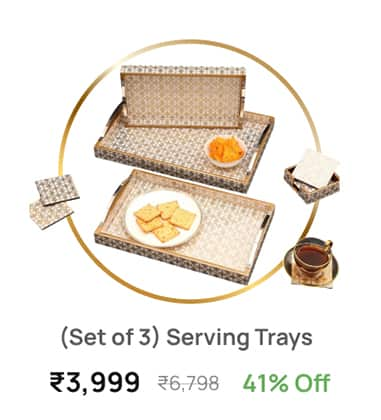 (Set of 3) Serving Trays
₹3,999 ₹6,798 41% Off